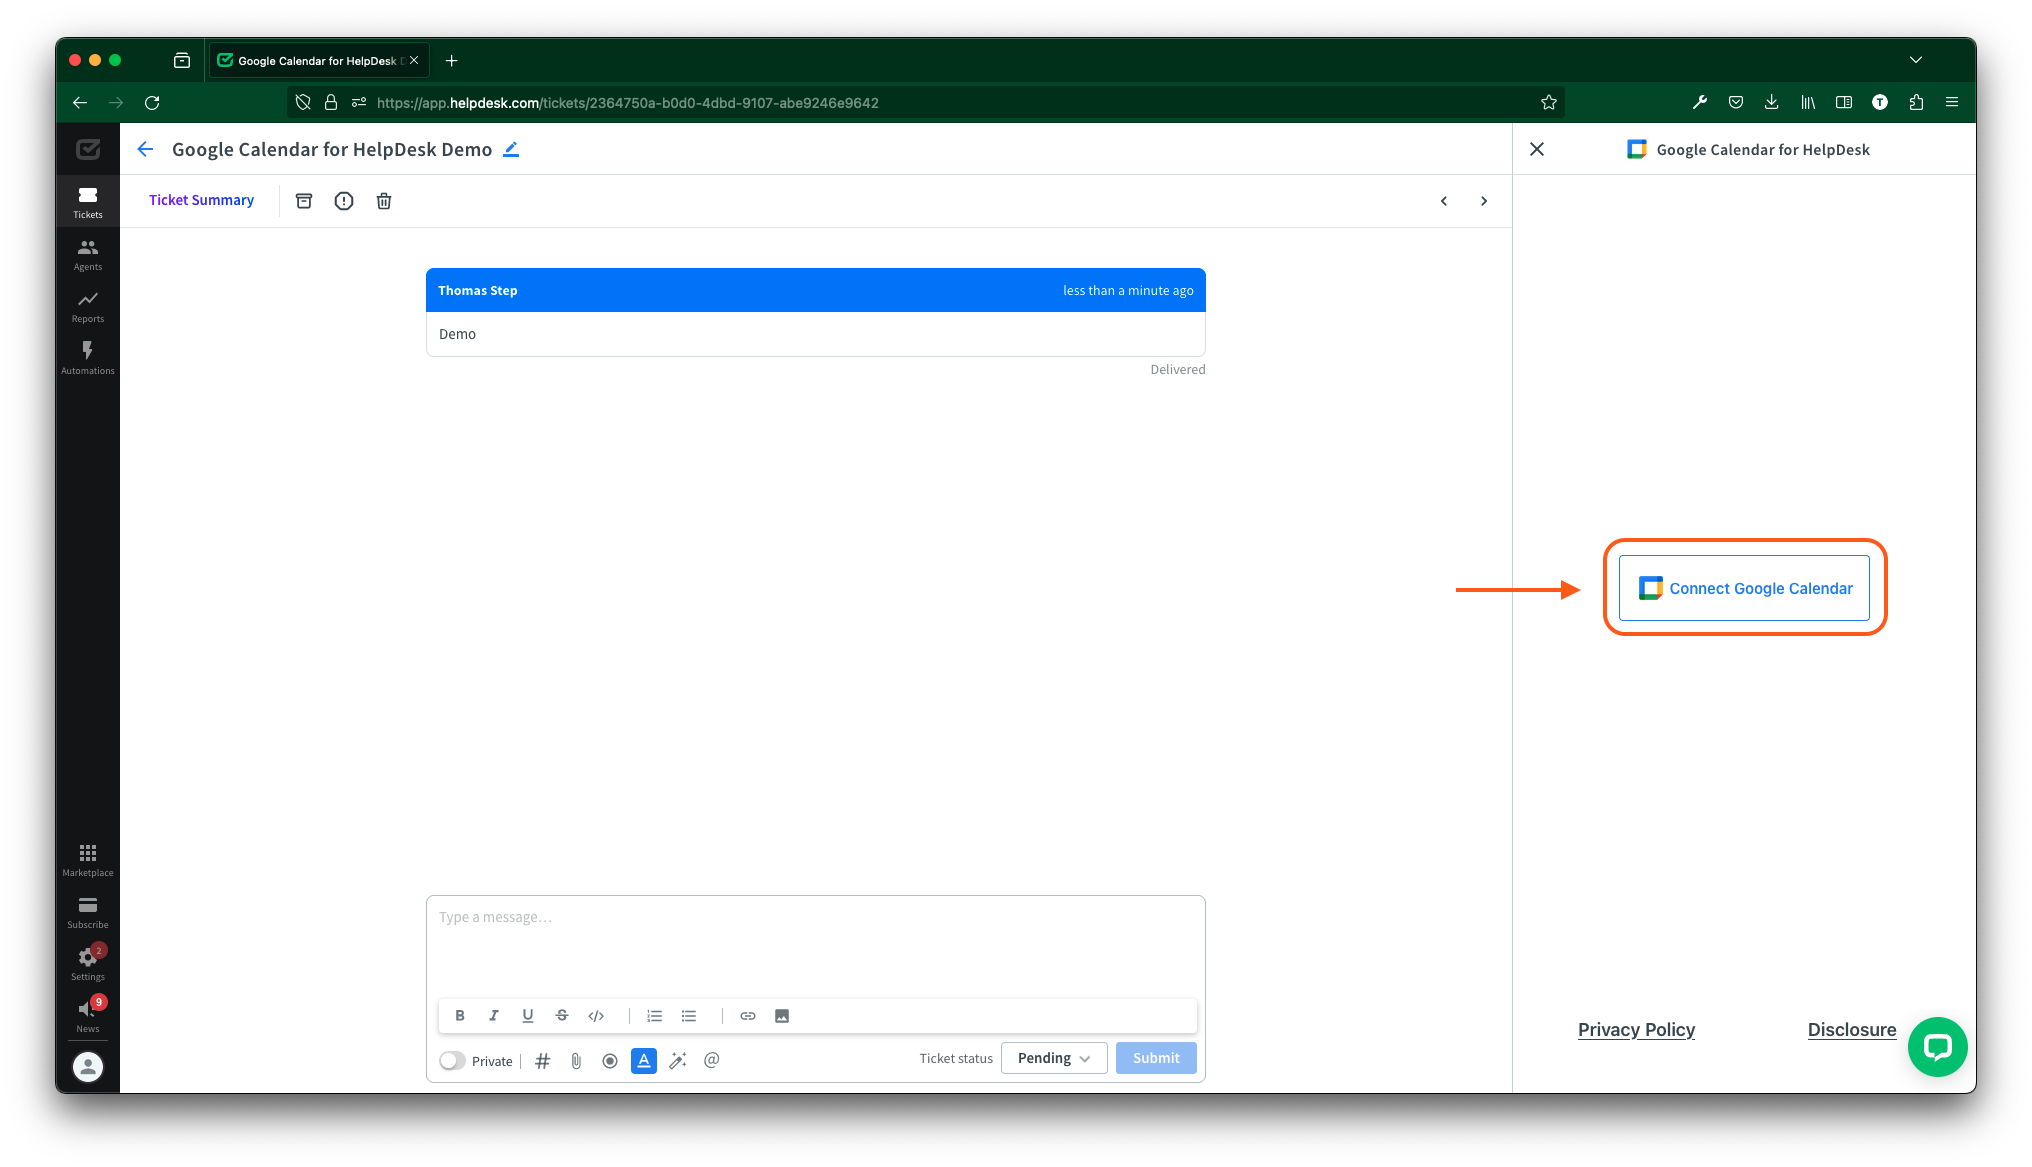 Google Calendar for HelpDesk D
https://app.helpdesk.com/tickets/2364750a-b0d0-4dbd-9107-abe9246e9642
T
Google Calendar for HelpDesk Demo
Google Calendar for HelpDesk
Ticket Summary
Tickets
Agents
Reports
Automations
Thomas Step
less than a minute ago
Demo
Delivered
Connect Google Calendar
Marketplace
Subscribe
2
Settings
9
News
Type a message...
B I U S </>
Private
# A @
Ticket status
Pending
Submit
Privacy Policy
Disclosure